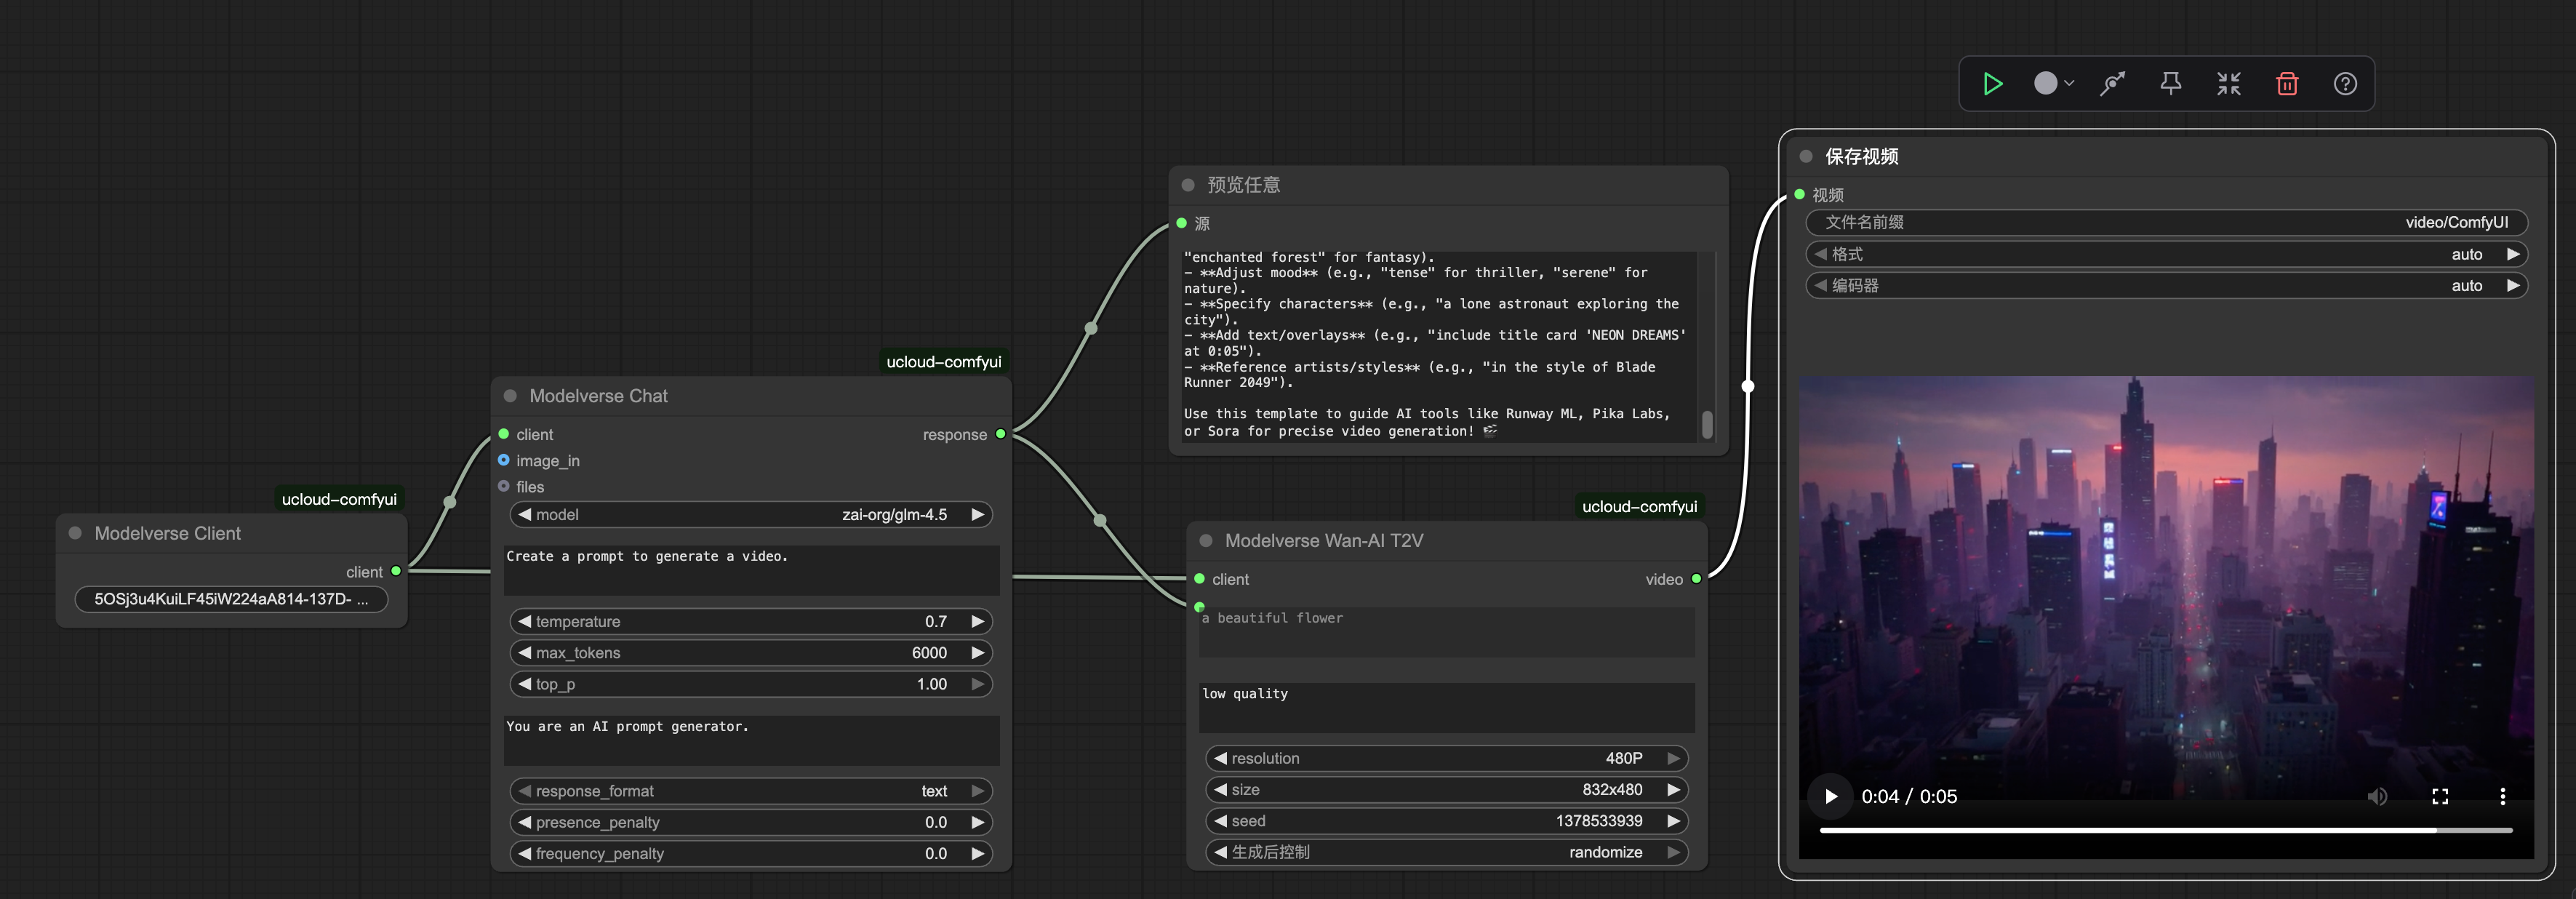 ucloud-comfyui
Modelverse Client
client
5OSj3u4KuiLF45iW224aA814-137D- ...
ucloud-comfyui
Modelverse Chat
client
response
image_in
files
model
zai-org/glm-4.5
Create a prompt to generate a video.
temperature
0.7
max_tokens
6000
top_p
1.00
You are an AI prompt generator.
response_format
text
presence_penalty
0.0
frequency_penalty
0.0
预览任意
源
"enchanted forest" for fantasy).
- **Adjust mood** (e.g., "tense" for thriller, "serene" for
nature).
- **Specify characters** (e.g., "a lone astronaut exploring the
city").
- **Add text/overlays** (e.g., "include title card 'NEON DREAMS'
at 0:05").
- **Reference artists/styles** (e.g., "in the style of Blade
Runner 2049").
Use this template to guide AI tools like Runway ML, Pika Labs,
or Sora for precise video generation! 🎬
ucloud-comfyui
Modelverse Wan-AI T2V
client
video
a beautiful flower
low quality
resolution
480P
size
832x480
seed
1378533939
生成后控制
randomize
保存视频
视频
文件名前缀
video/ComfyUI
格式
auto
编码器
auto
0:04 / 0:05